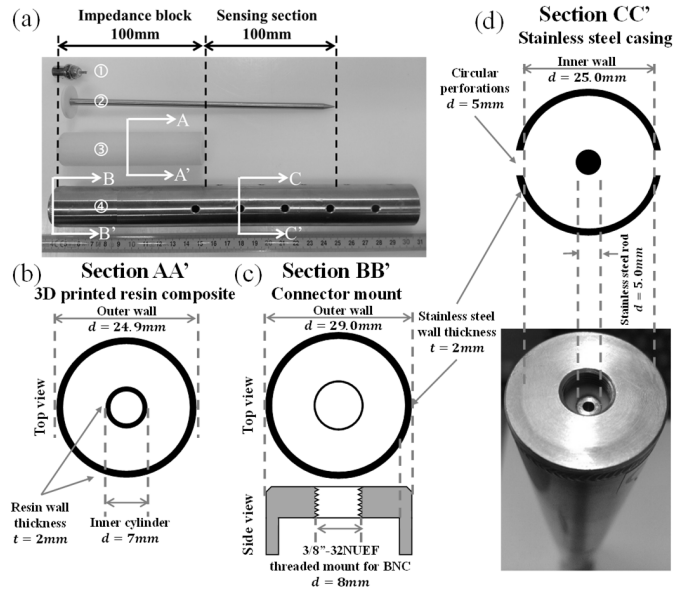 (a)
Impedance block
100mm
Sensing section
100mm
①
②
③
④
A
A'
B
B'
C
C'
(d)
Section CC'
Stainless steel casing
Inner wall
d = 25.0mm
Circular
perforations
d = 5mm
Stainless steel rod
d = 5.0mm
Stainless steel
wall thickness
t = 2mm
(b)
Section AA'
3D printed resin composite
Outer wall
d = 24.9mm
Top view
Resin wall
thickness
t = 2mm
Inner cylinder
d = 7mm
(c)
Section BB'
Connector mount
Outer wall
d = 29.0mm
Top view
Side view
3/8"-32NUEF
threaded mount for BNC
d = 8mm